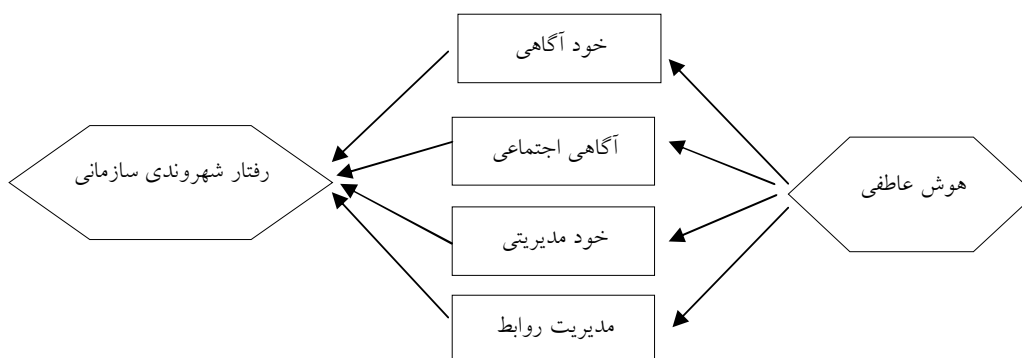 خود آگاهی
آگاهی اجتماعی
هوش عاطفی
رفتار شهروندی سازمانی
خود مدیریتی
مدیریت روابط